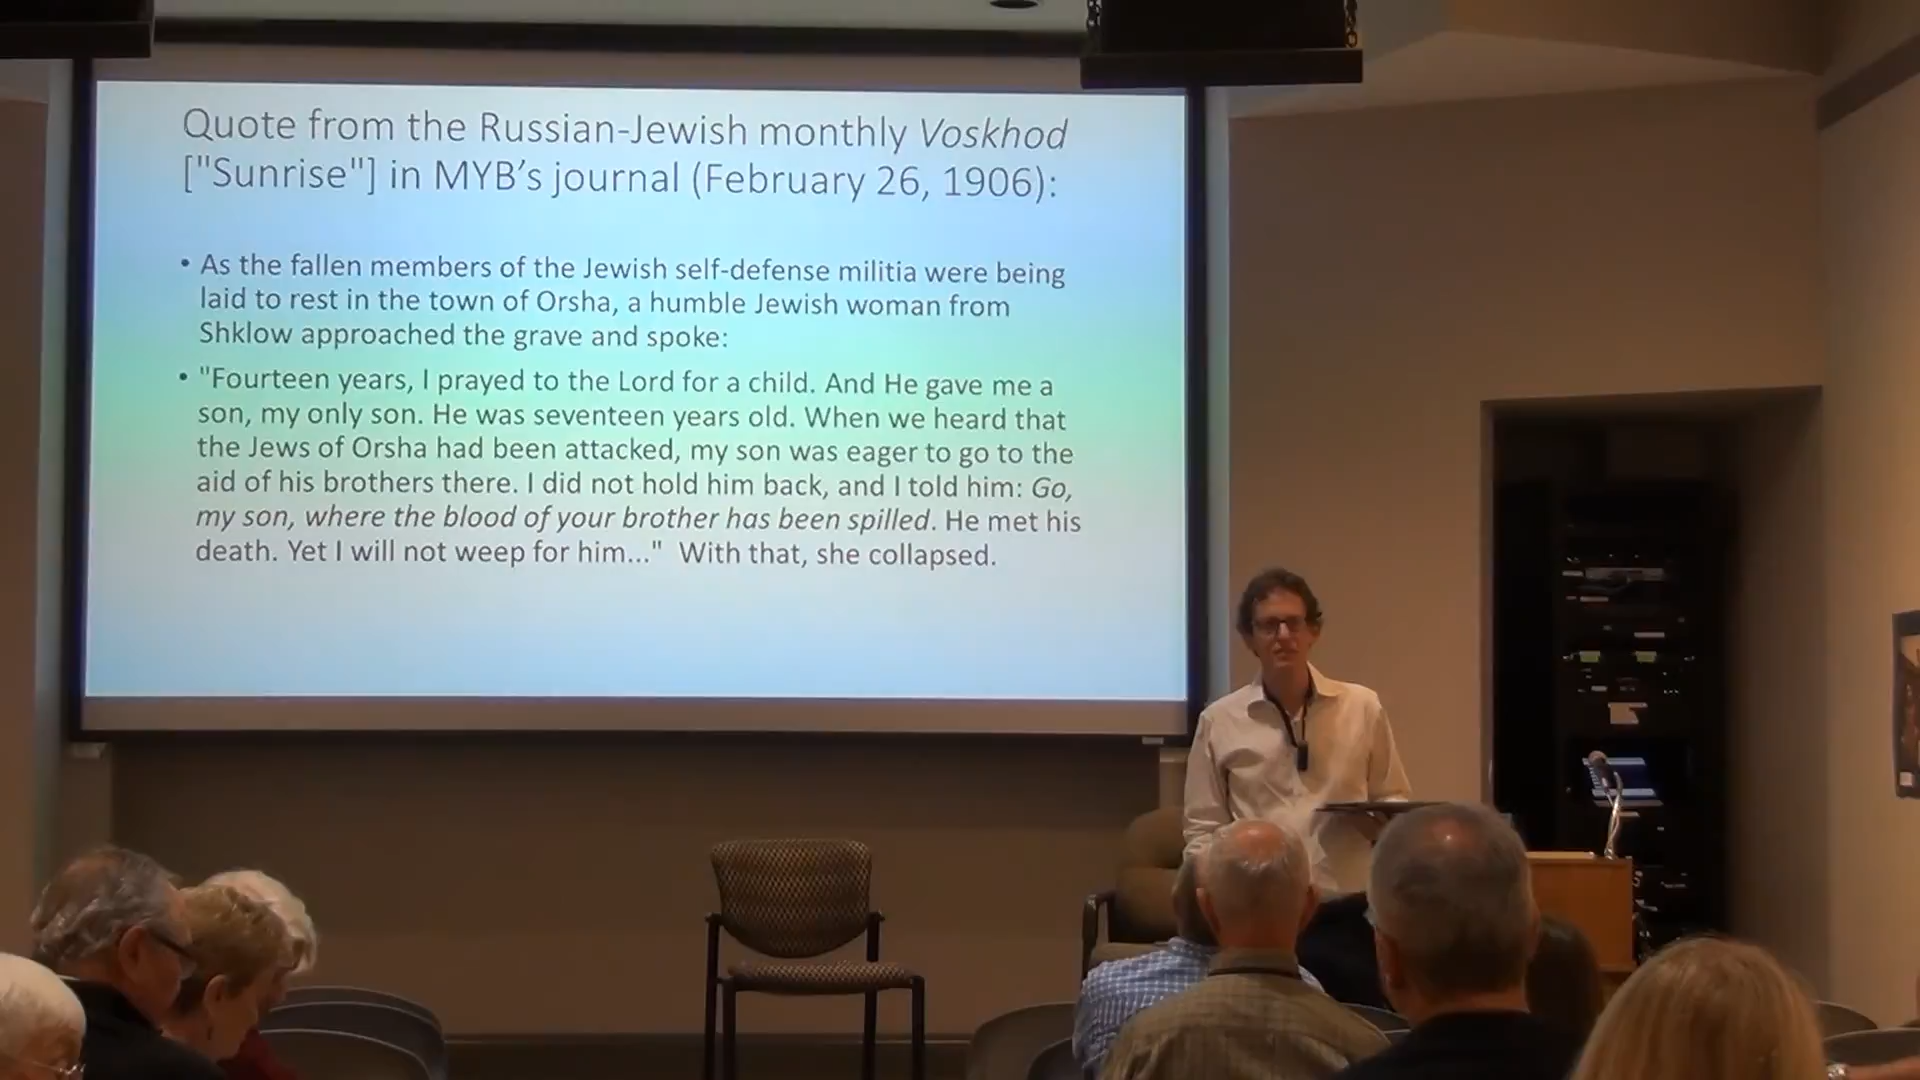 Quote from the Russian-Jewish monthly Voskhod
["Sunrise"] in MYB’s journal (February 26, 1906):
• As the fallen members of the Jewish self-defense militia were being
laid to rest in the town of Orsha, a humble Jewish woman from
Shklow approached the grave and spoke:
• "Fourteen years, I prayed to the Lord for a child. And He gave me a
son, my only son. He was seventeen years old. When we heard that
the Jews of Orsha had been attacked, my son was eager to go to the
aid of his brothers there. I did not hold him back, and I told him: Go,
my son, where the blood of your brother has been spilled. He met his
death. Yet I will not weep for him..."  With that, she collapsed.